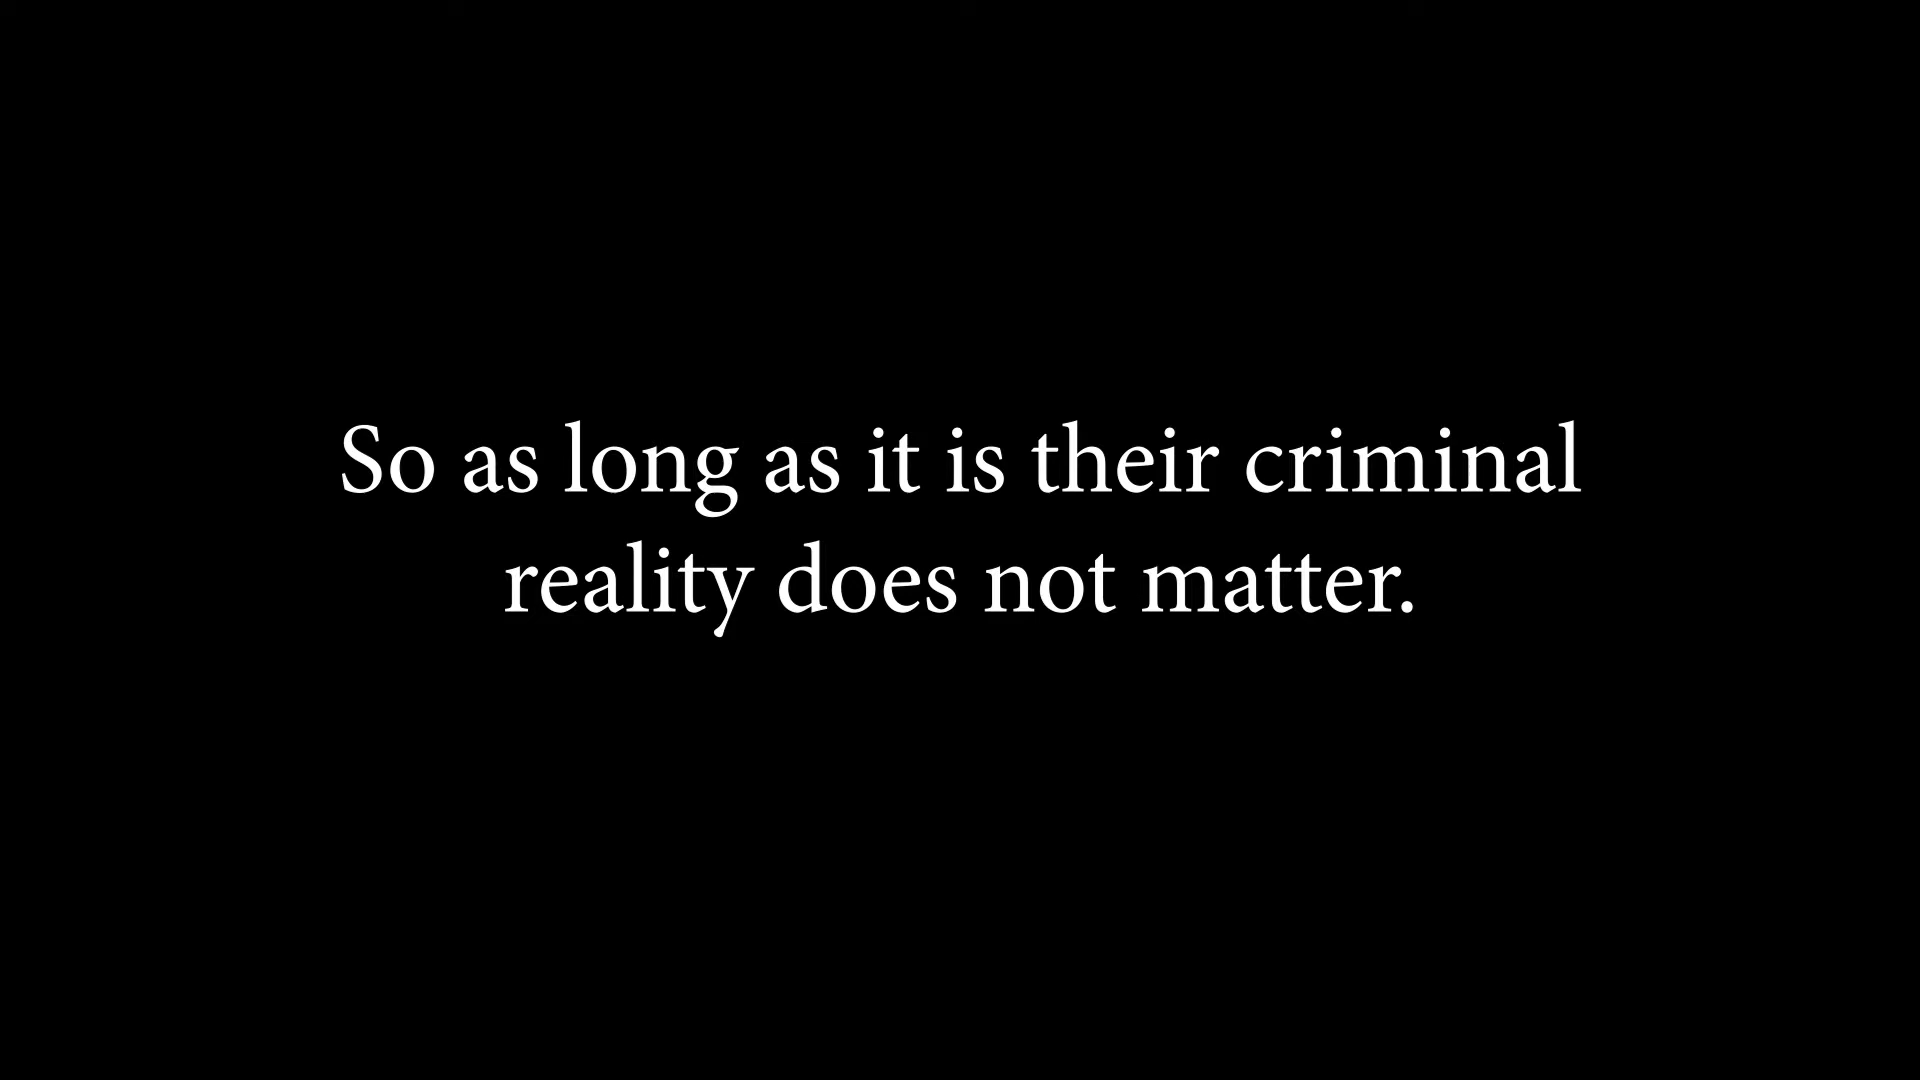 So as long as it is their criminal
reality does not matter.